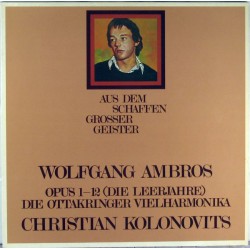 AUS DEM
SCHAFFEN
GROSSER
GEISTER
WOLFGANG AMBROS
OPUS 1-12 (DIE LEERJAHRE)
DIE OTTAKRINGER VIELHARMONIKA
CHRISTIAN KOLONOVITS